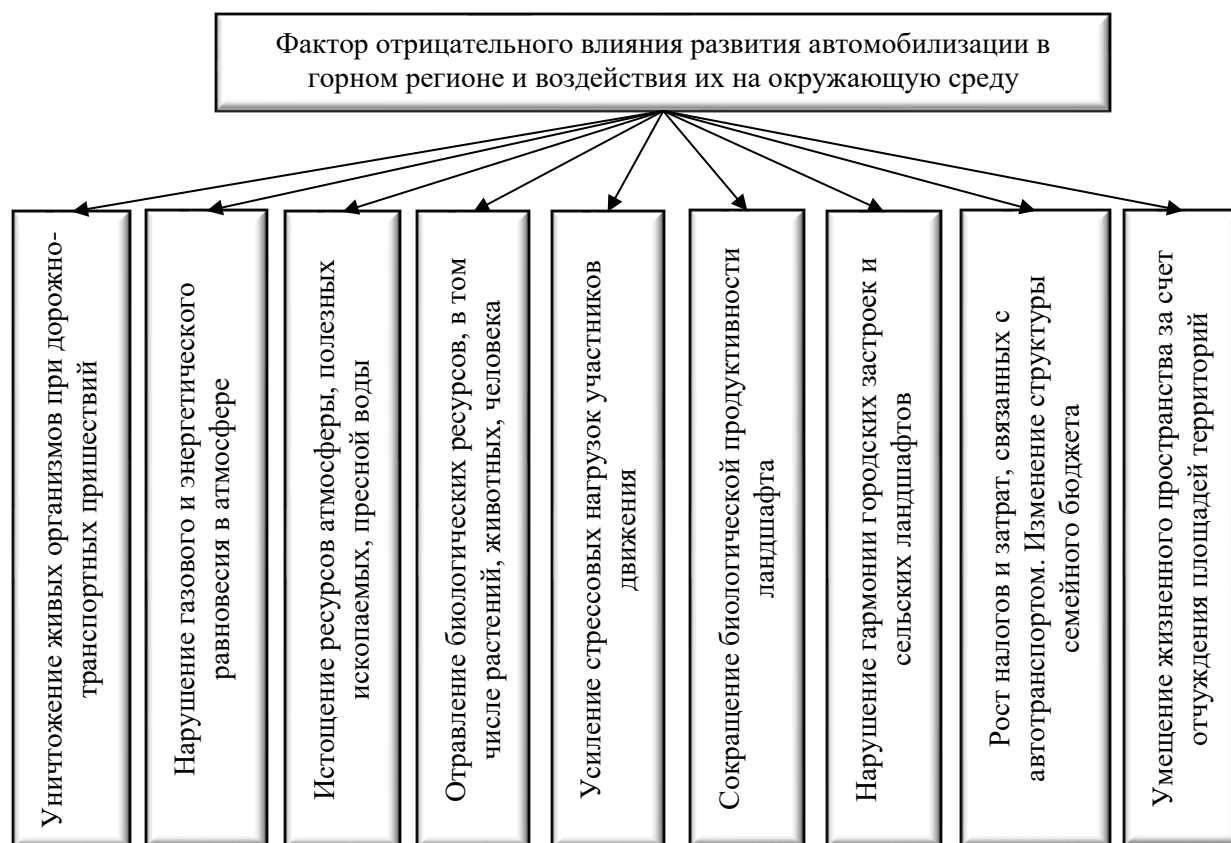 Фактор отрицательного влияния развития автомобилизации в
горном регионе и воздействия их на окружающую среду
Уничтожение живых организмов при дорожно-
транспортных пришествий
Нарушение газового и энергетического
равновесия в атмосфере
Истощение ресурсов атмосферы, полезных
ископаемых, пресной воды
Отравление биологических ресурсов, в том
числе растений, животных, человека
Усиление стрессовых нагрузок участников
движения
Сокращение биологической продуктивности
ландшафта
Нарушение гармонии городских застроек и
сельских ландшафтов
Рост налогов и затрат, связанных с
автотранспортом. Изменение структуры
семейного бюджета
Умещение жизненного пространства за счет
отчуждения площадей территорий